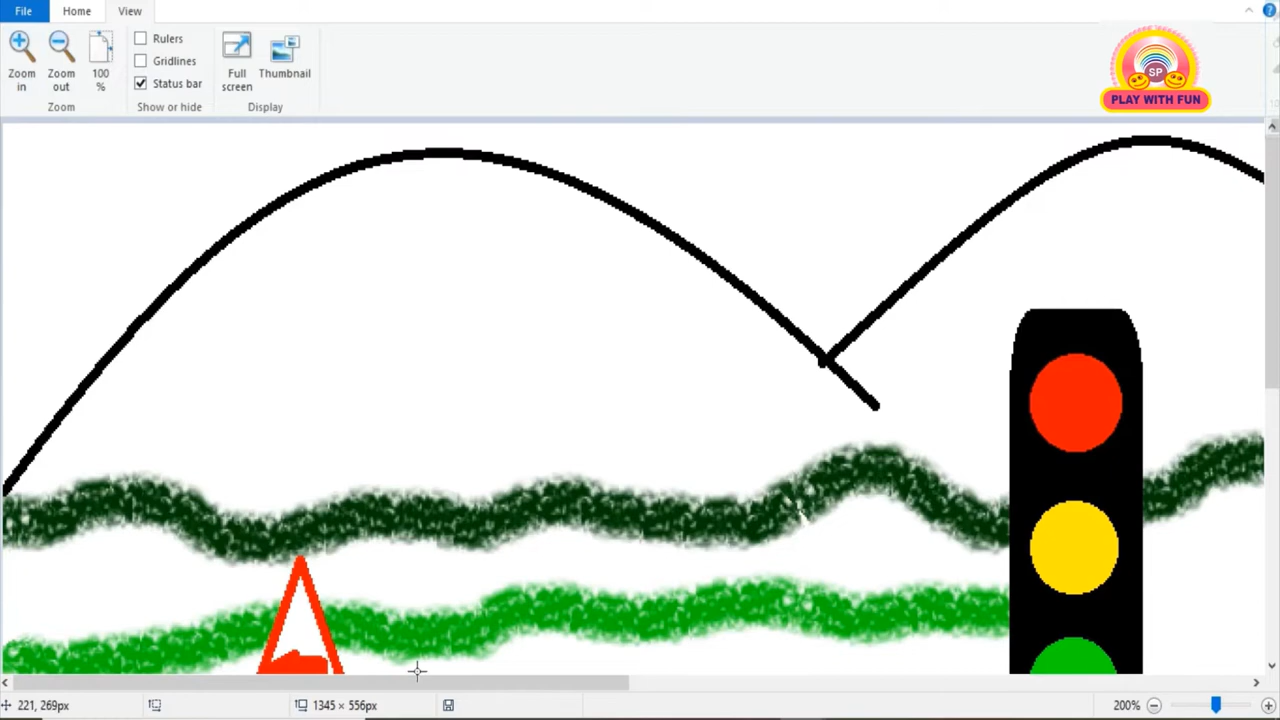 File Home View
Zoom in
Zoom out
100 %
Zoom
Rulers
Gridlines
Status bar
Show or hide
Full screen
Thumbnail
Display
SP
PLAY WITH FUN
221, 269px
1345 × 556px
200%